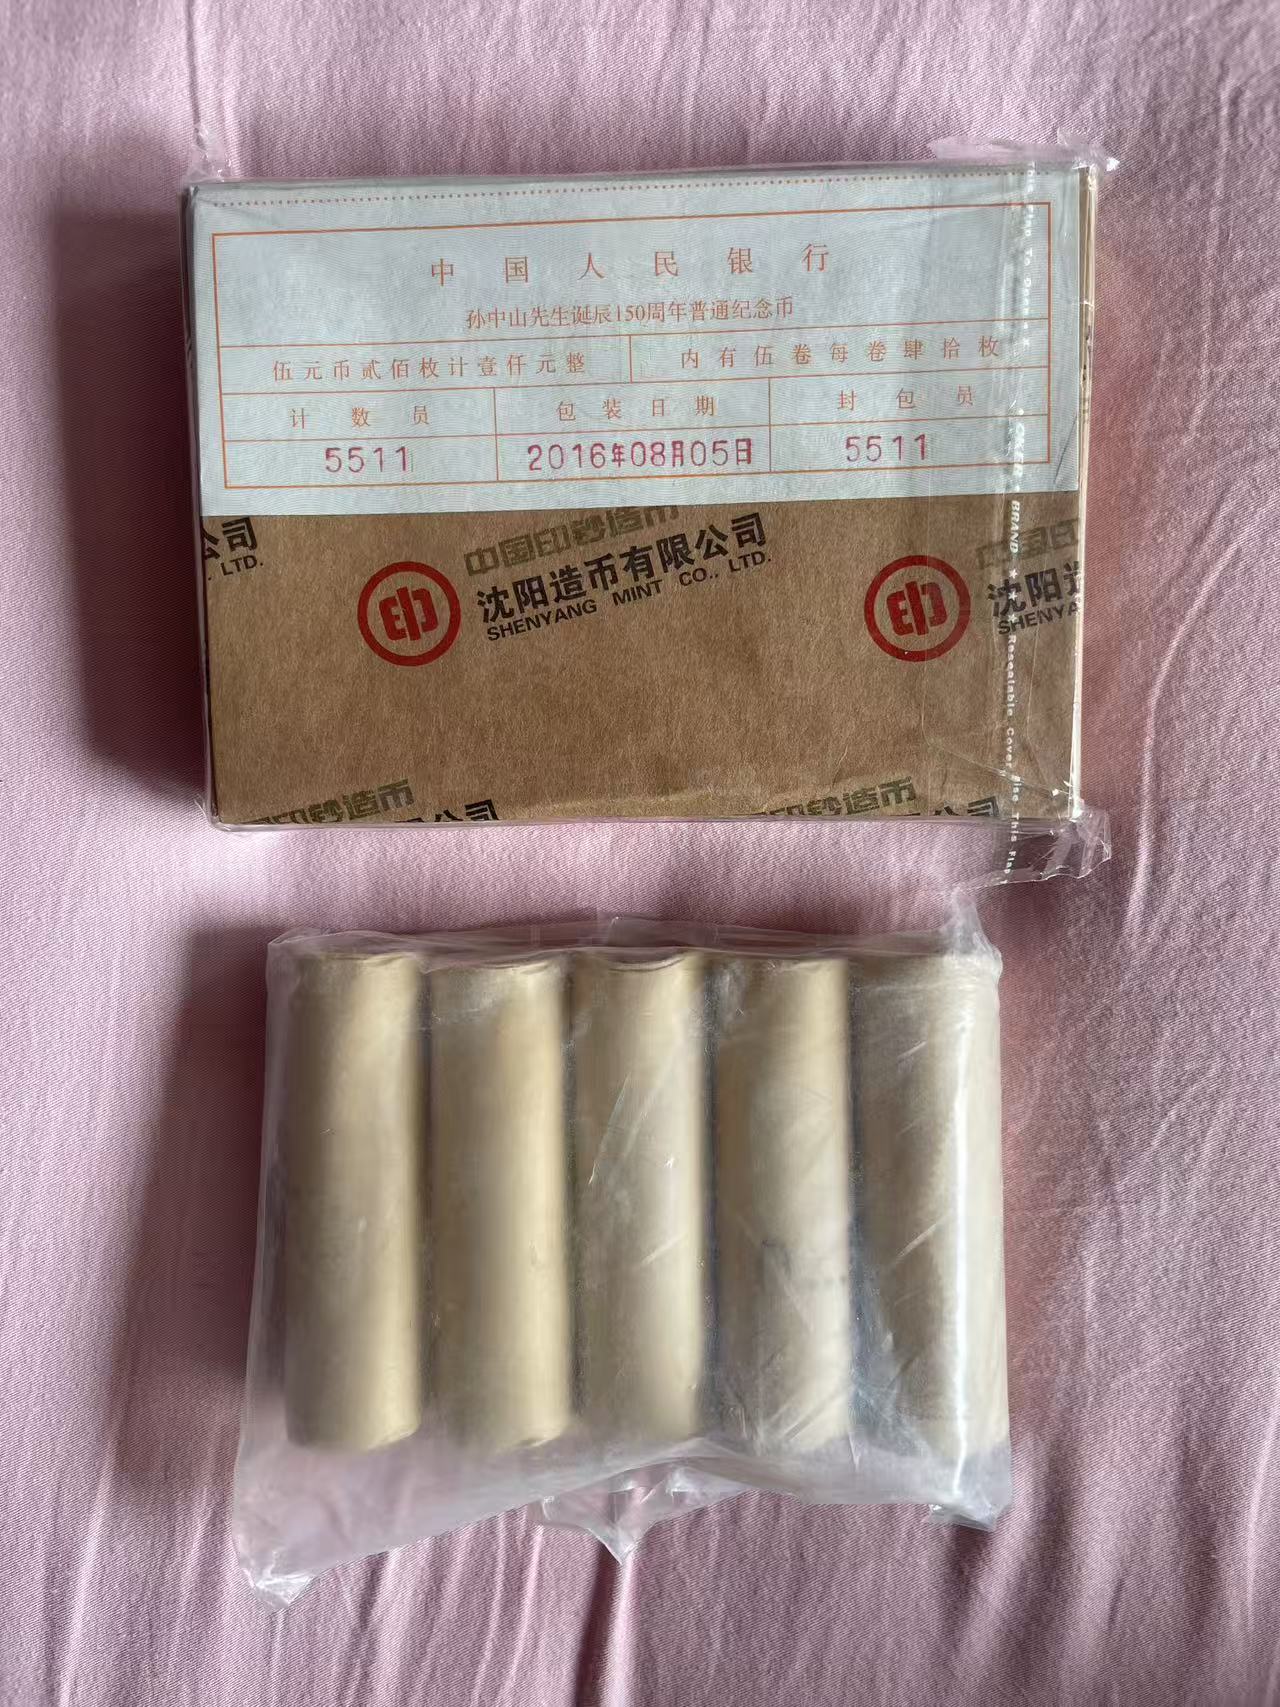 中国人民银行
孙中山先生诞辰150周年普通纪念币
伍元币贰佰枚计壹仟元整 内有伍卷每卷肆拾枚
计数员 包装日期 封包员
5511 2016年08月05日 5511
公司 中国印钞造币 中国印
LTD. 沈阳造币有限公司 沈阳造
SHENYANG MINT CO., LTD. SHENYA
印钞造币 公司 印钞造币 公司
BRAND ★ ★ ★ Resealable Cover